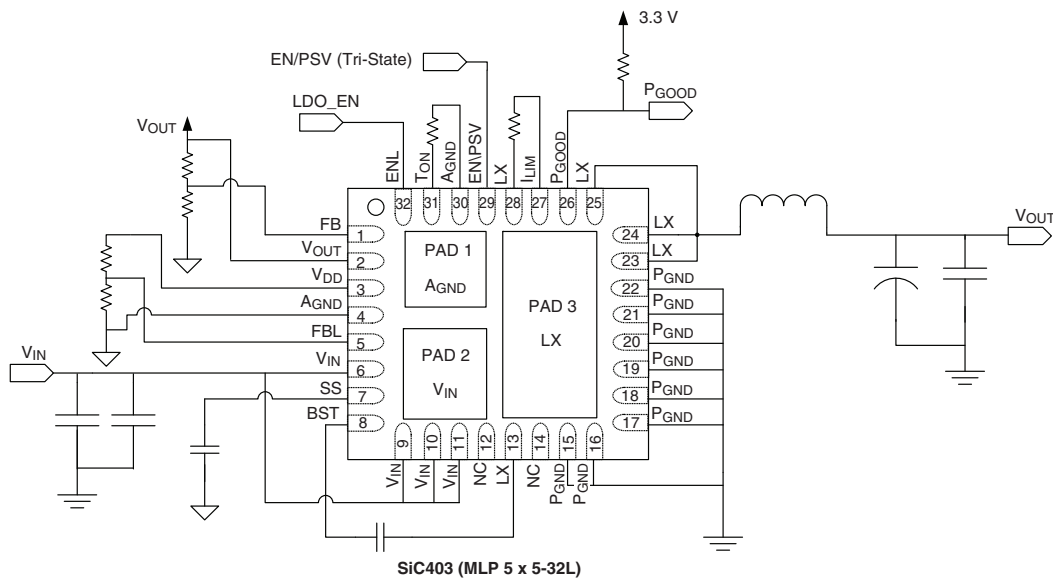 3.3 V
EN/PSV (Tri-State)
PGOOD
LDO_EN
VOUT
ENL
TON
AGND
EN\PSV
LX
ILIM
PGOOD
LX
32
31
30
29
28
27
26
25
FB
1
VOUT
2
VDD
3
AGND
4
FBL
5
VIN
VIN
6
SS
7
BST
8
PAD 1
AGND
PAD 2
VIN
PAD 3
LX
24
LX
23
LX
22
PGND
21
PGND
20
PGND
19
PGND
18
PGND
17
PGND
VOUT
9
10
11
12
13
14
15
16
VIN
VIN
VIN
NC
LX
NC
PGND
PGND
SiC403 (MLP 5 x 5-32L)